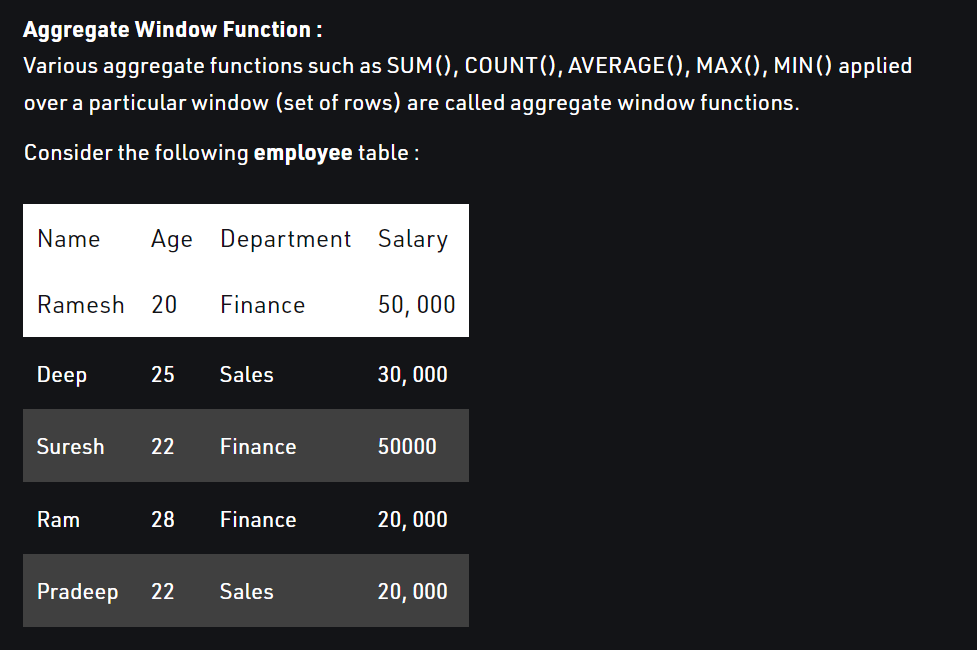 Aggregate Window Function :
Various aggregate functions such as SUM(), COUNT(), AVERAGE(), MAX(), MIN() applied
over a particular window (set of rows) are called aggregate window functions.
Consider the following employee table :
Name Age Department Salary
Ramesh 20 Finance 50, 000
Deep 25 Sales 30, 000
Suresh 22 Finance 50000
Ram 28 Finance 20, 000
Pradeep 22 Sales 20, 000